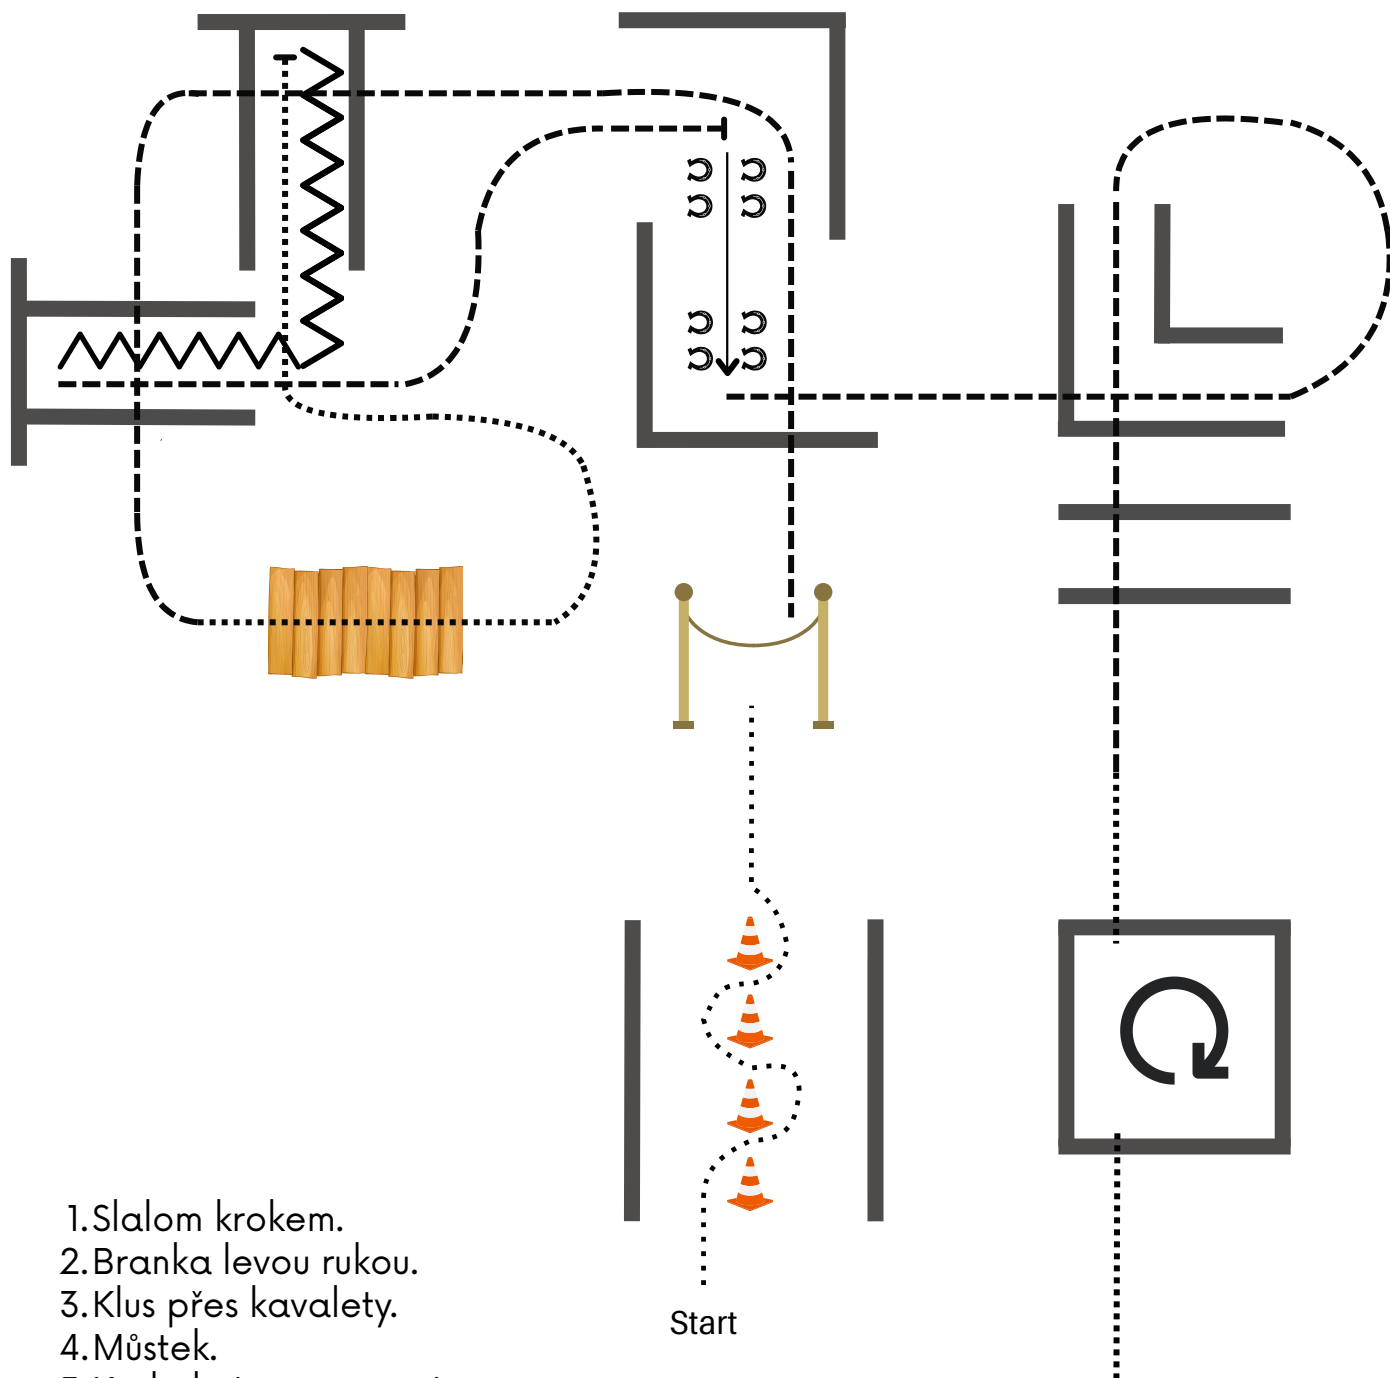 1.Slalom krokem.
2.Branka levou rukou.
3.Klus přes kavalety.
4.Můstek.
Start